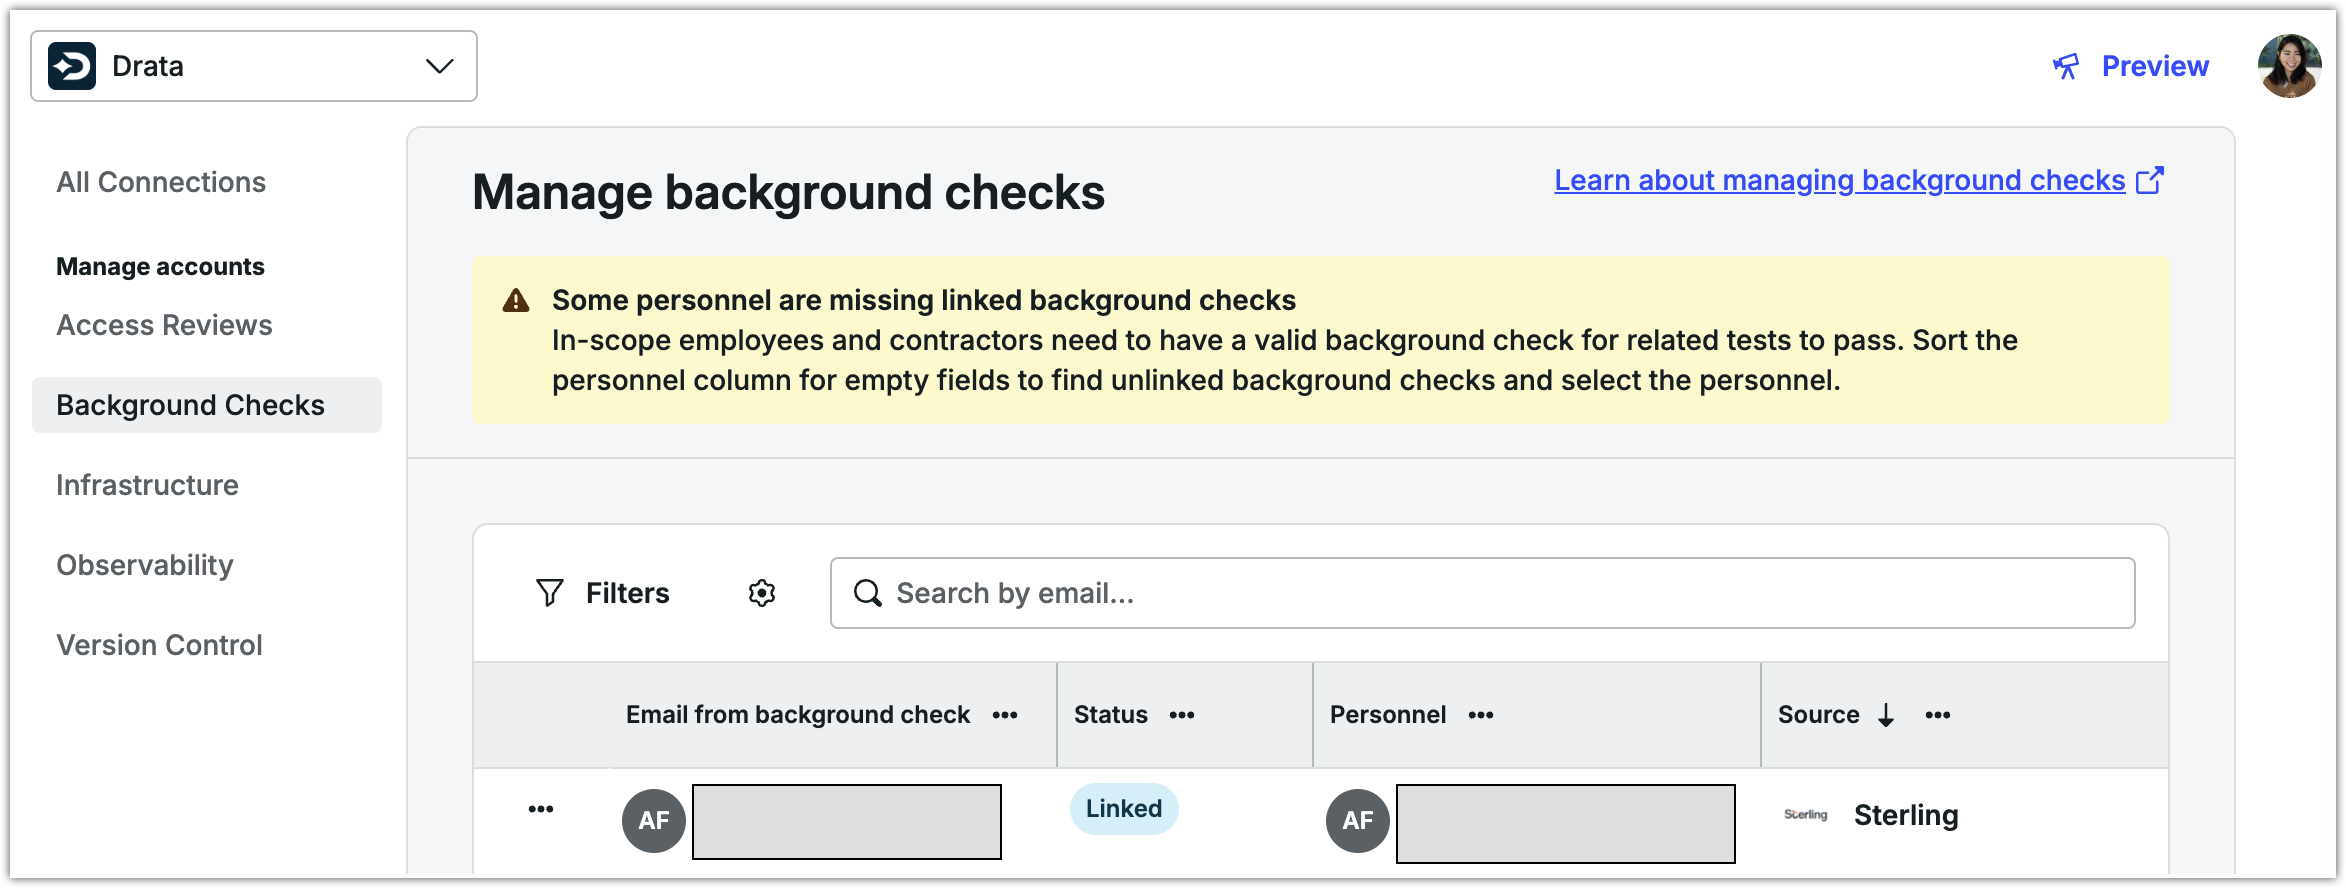 Drata
Preview
All Connections
Manage accounts
Access Reviews
Background Checks
Infrastructure
Observability
Version Control
Manage background checks
Learn about managing background checks
Some personnel are missing linked background checks
In-scope employees and contractors need to have a valid background check for related tests to pass. Sort the
personnel column for empty fields to find unlinked background checks and select the personnel.
Filters
Search by email...
Email from background check
Status
Personnel
Source
AF
Linked
AF
Sterling
Sterling